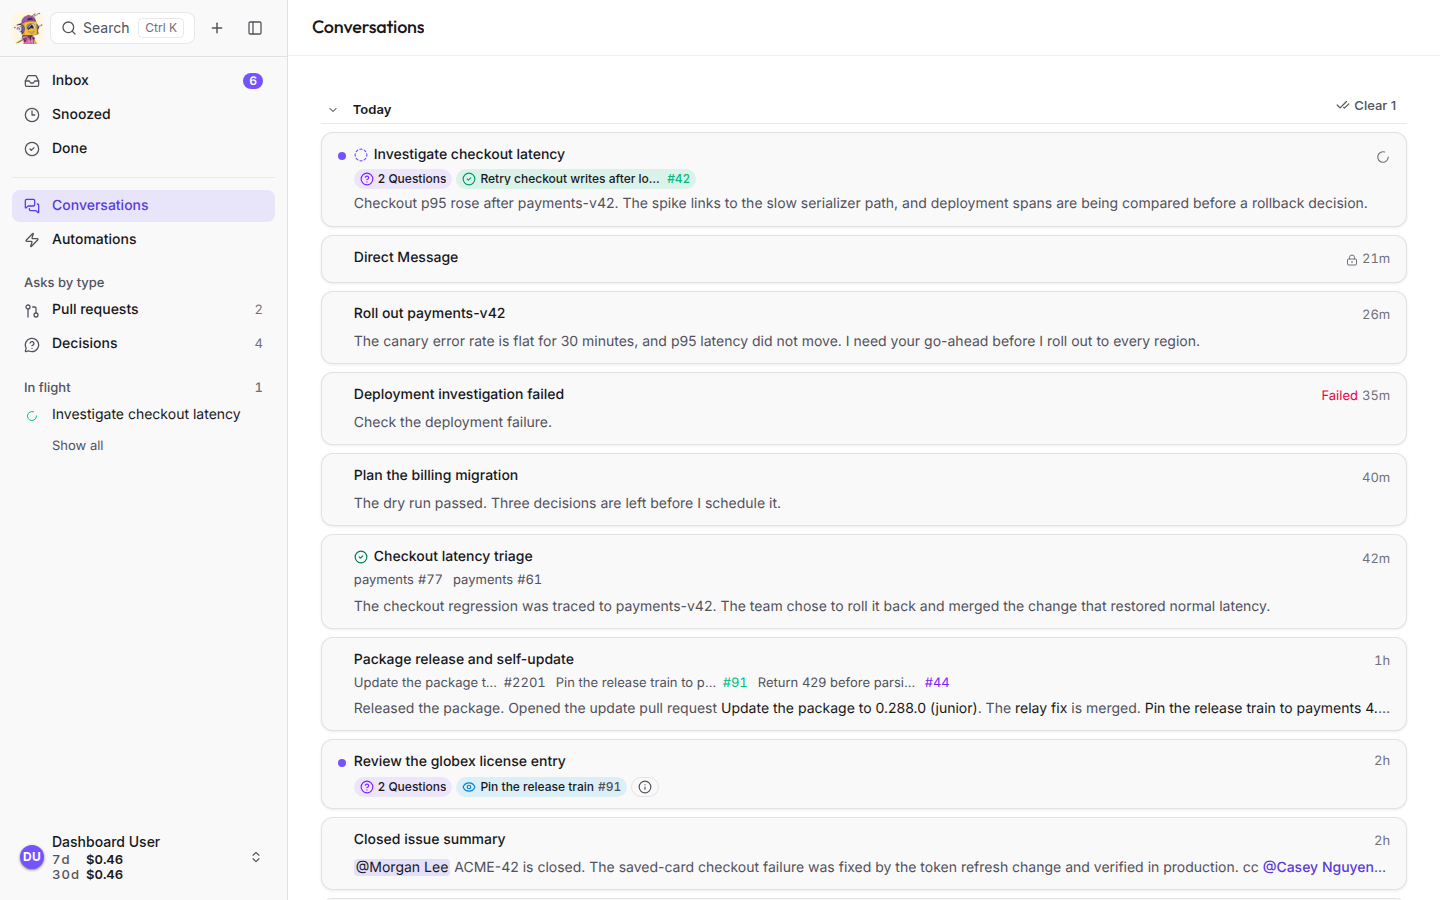 Search Ctrl K
Inbox 6
Snoozed
Done
Conversations
Automations
Asks by type
Pull requests 2
Decisions 4
In flight 1
Investigate checkout latency
Show all
DU Dashboard User
7d $0.46
30d $0.46
Conversations
Today Clear 1
Investigate checkout latency
2 Questions Retry checkout writes after lo... #42
Checkout p95 rose after payments-v42. The spike links to the slow serializer path, and deployment spans are being compared before a rollback decision.
Direct Message 21m
Roll out payments-v42 26m
The canary error rate is flat for 30 minutes, and p95 latency did not move. I need your go-ahead before I roll out to every region.
Deployment investigation failed Failed 35m
Check the deployment failure.
Plan the billing migration 40m
The dry run passed. Three decisions are left before I schedule it.
Checkout latency triage 42m
payments #77 payments #61
The checkout regression was traced to payments-v42. The team chose to roll it back and merged the change that restored normal latency.
Package release and self-update 1h
Update the package t... #2201 Pin the release train to p... #91 Return 429 before parsi... #44
Released the package. Opened the update pull request Update the package to 0.288.0 (junior). The relay fix is merged. Pin the release train to payments 4....
Review the globex license entry 2h
2 Questions Pin the release train #91
Closed issue summary 2h
@Morgan Lee ACME-42 is closed. The saved-card checkout failure was fixed by the token refresh change and verified in production. cc @Casey Nguyen...